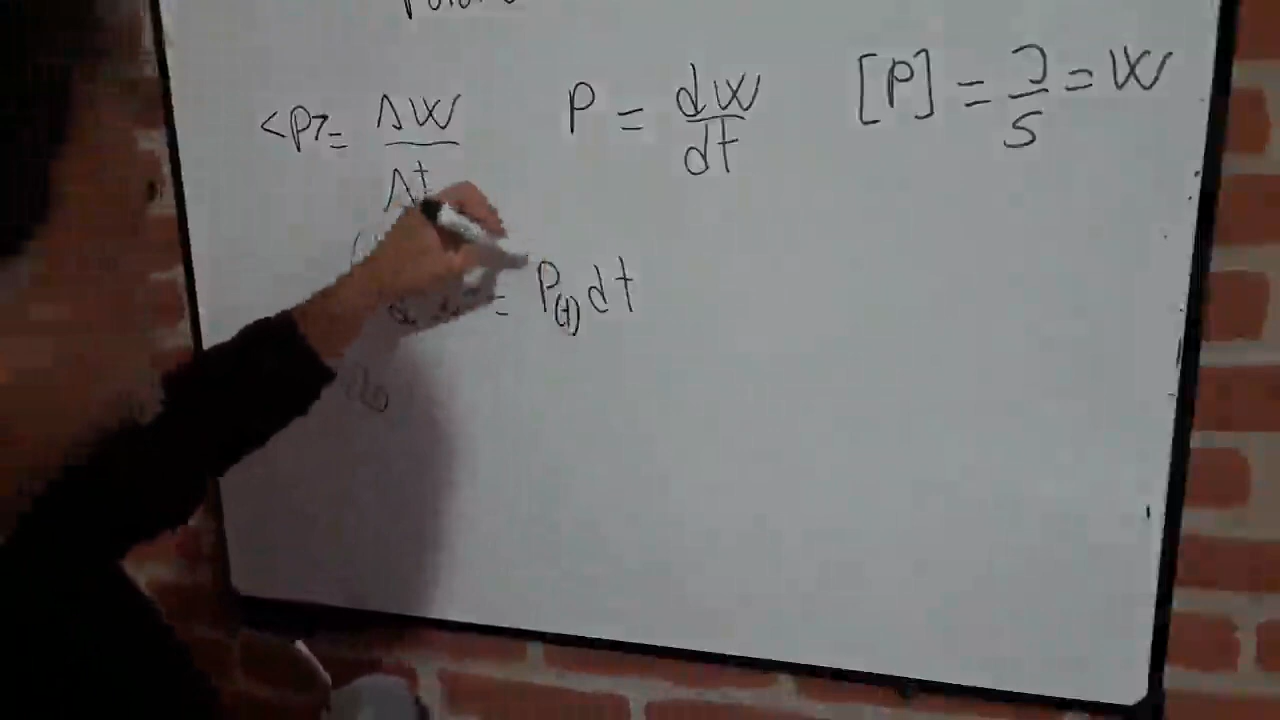 <P> = ΔW/Δt P = dW/dt [P] = J/s = W
= P(t) dt